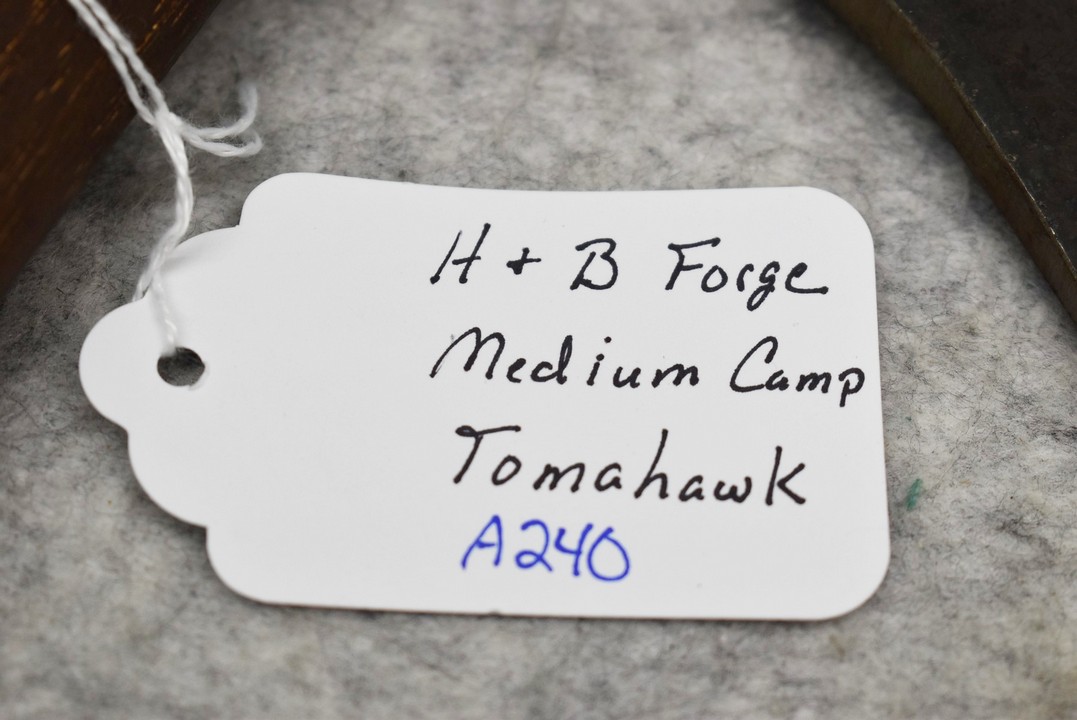 H + B Forge
Medium Camp
Tomahawk
A240